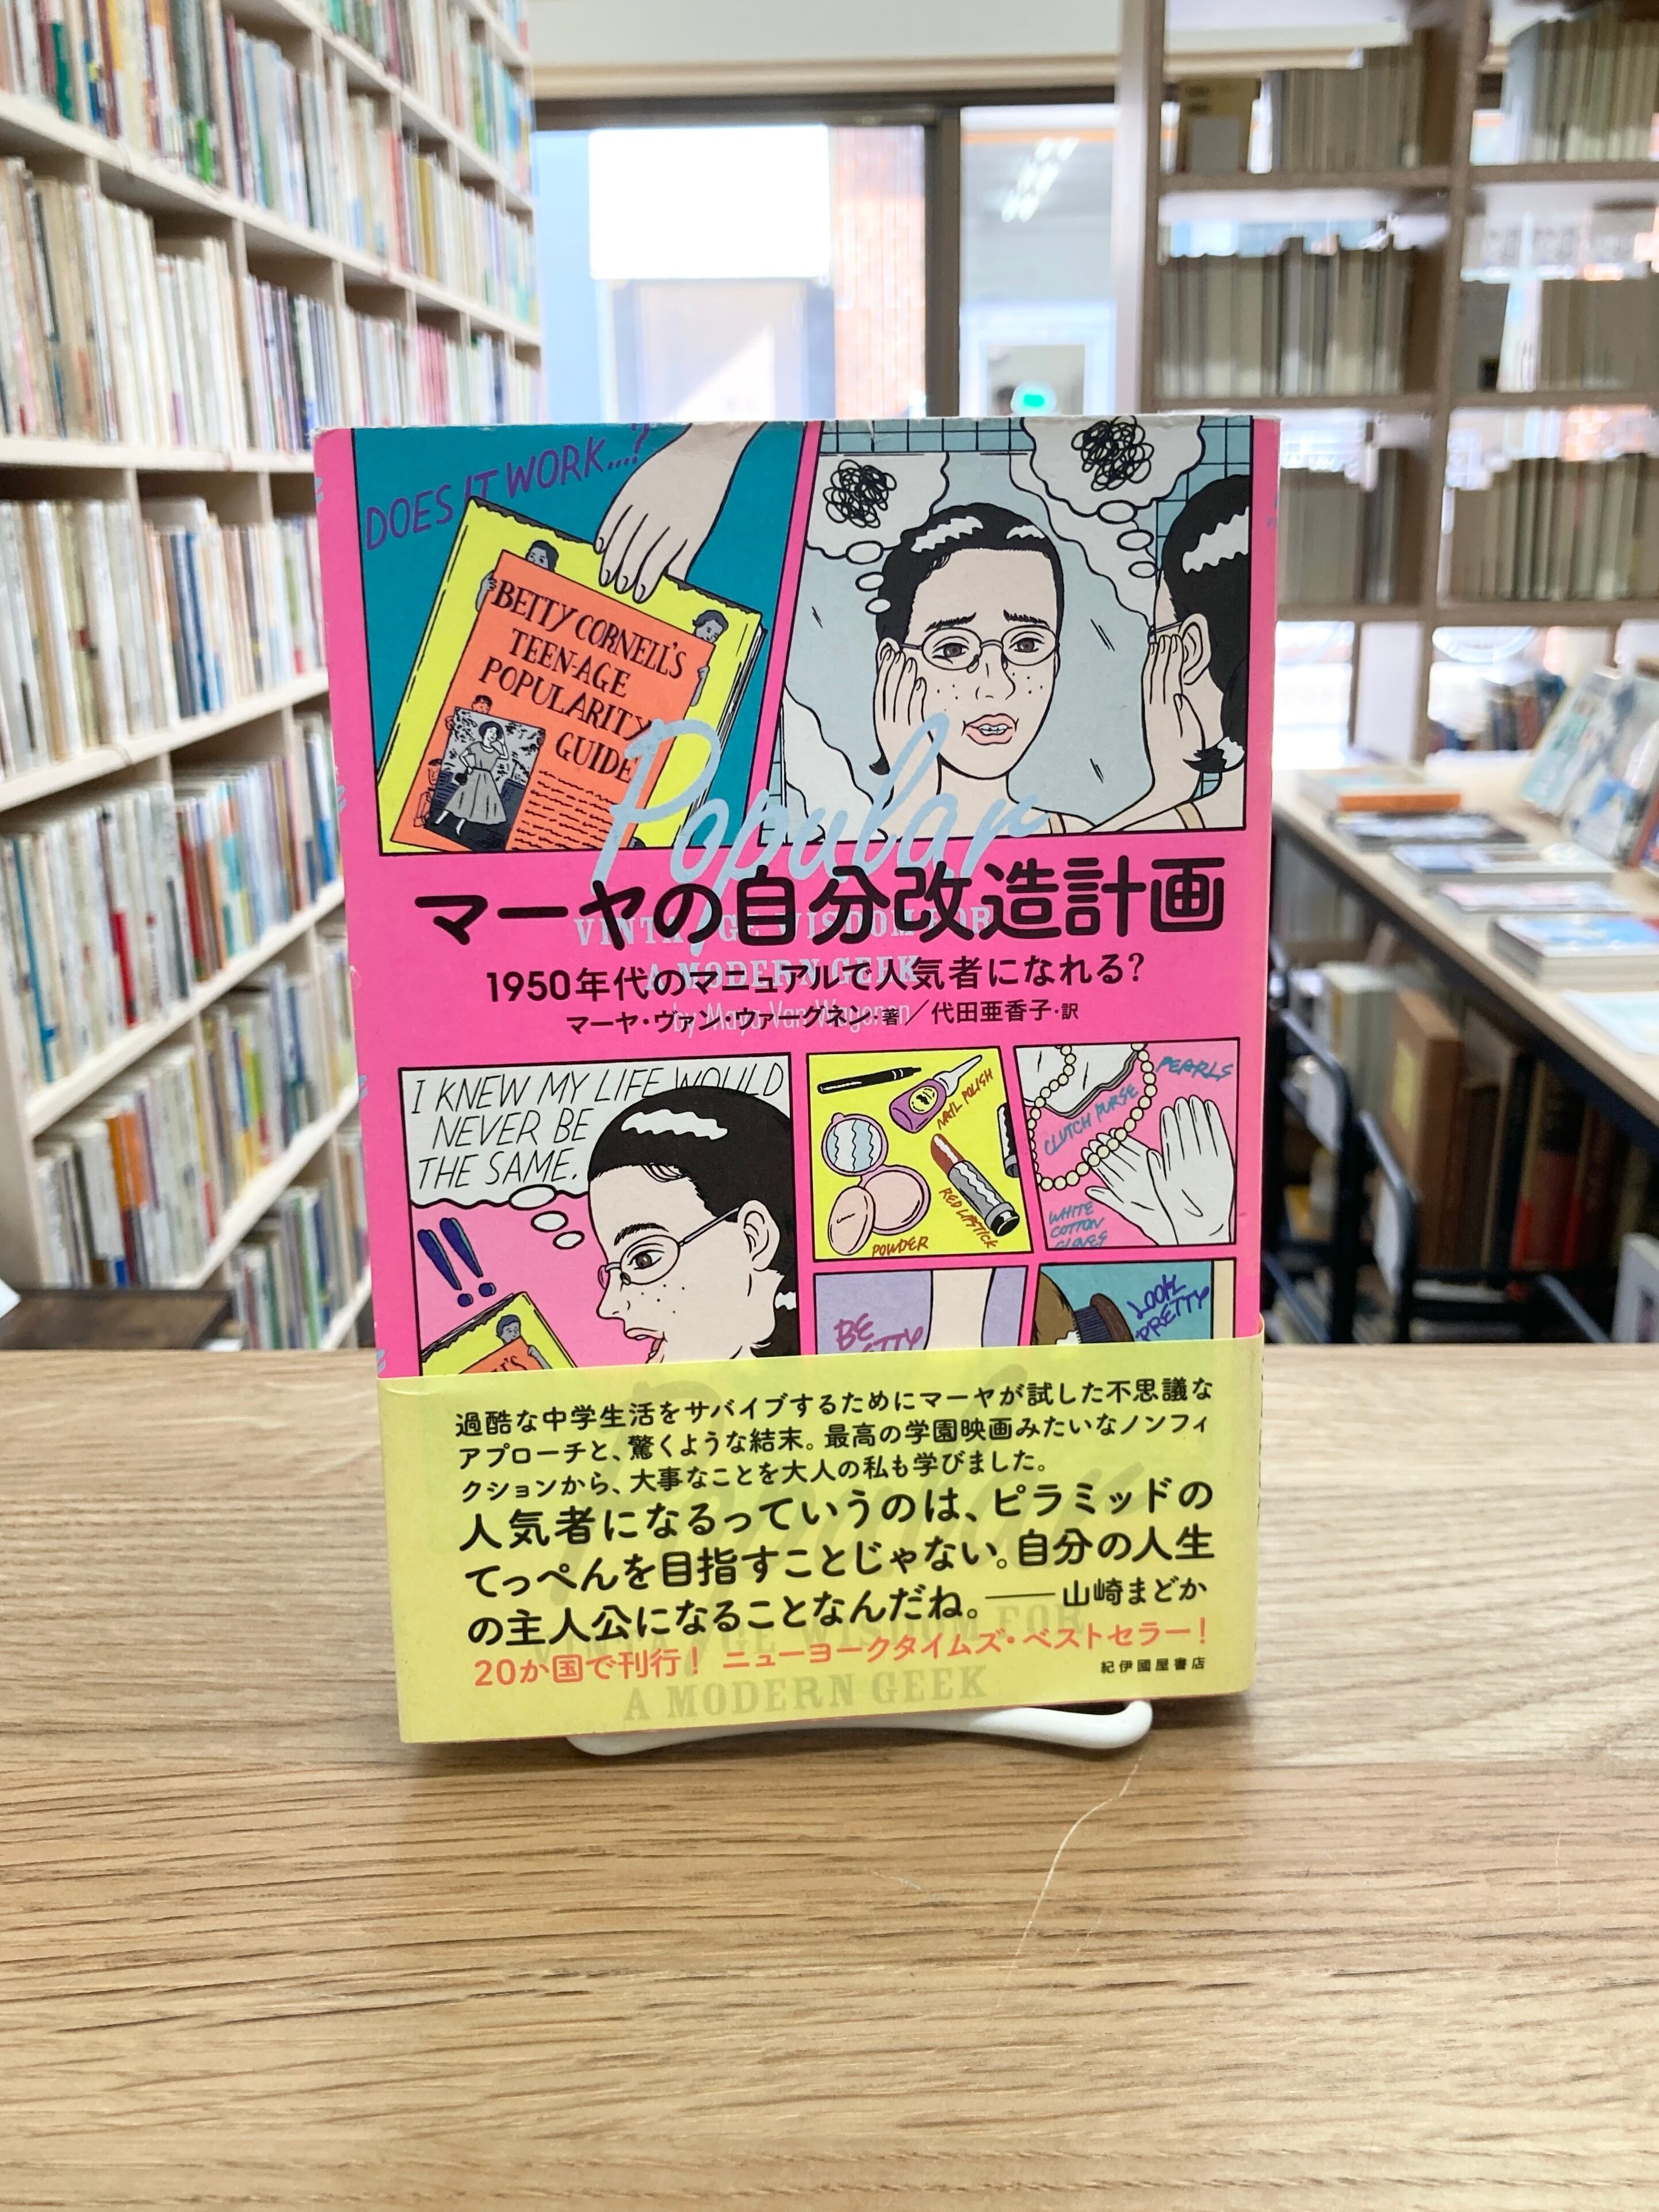 DOES IT WORK...?
BETTY CORNELL'S
TEEN-AGE
POPULARITY
GUIDE
Popular
マーヤの自分改造計画
VINTAGE WISDOM FOR
A MODERN GEEK
1950年代のマニュアルで人気者になれる?
by Maya Van Wagenen
マーヤ・ヴァン・ウァーグネン・著／代田亜香子・訳
I KNEW MY LIFE WOULD
NEVER BE
THE SAME.
!!
NAIL POLISH
RED LIPSTICK
POWDER
PEARLS
CLUTCH PURSE
WHITE
COTTON
GLOVES
BE
LOOK
PRETTY
過酷な中学生活をサバイブするためにマーヤが試した不思議な
アプローチと、驚くような結末。最高の学園映画みたいなノンフィ
クションから、大事なことを大人の私も学びました。
人気者になるっていうのは、ピラミッドの
てっぺんを目指すことじゃない。自分の人生
の主人公になることなんだね。――山崎まどか
20か国で刊行! ニューヨークタイムズ・ベストセラー!
紀伊國屋書店
A MODERN GEEK